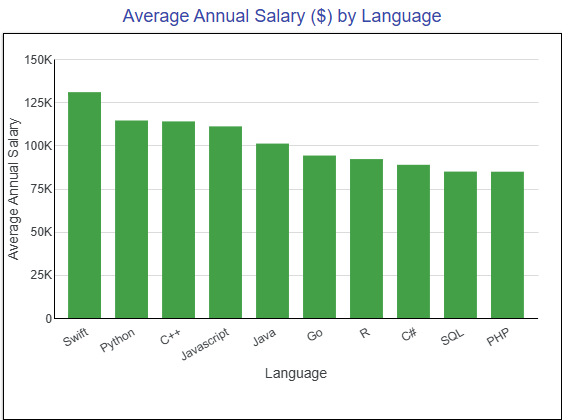 Average Annual Salary ($) by Language
Average Annual Salary
150K
125K
100K
75K
50K
25K
0
Swift
Python
C++
Javascript
Java
Go
R
C#
SQL
PHP
Language